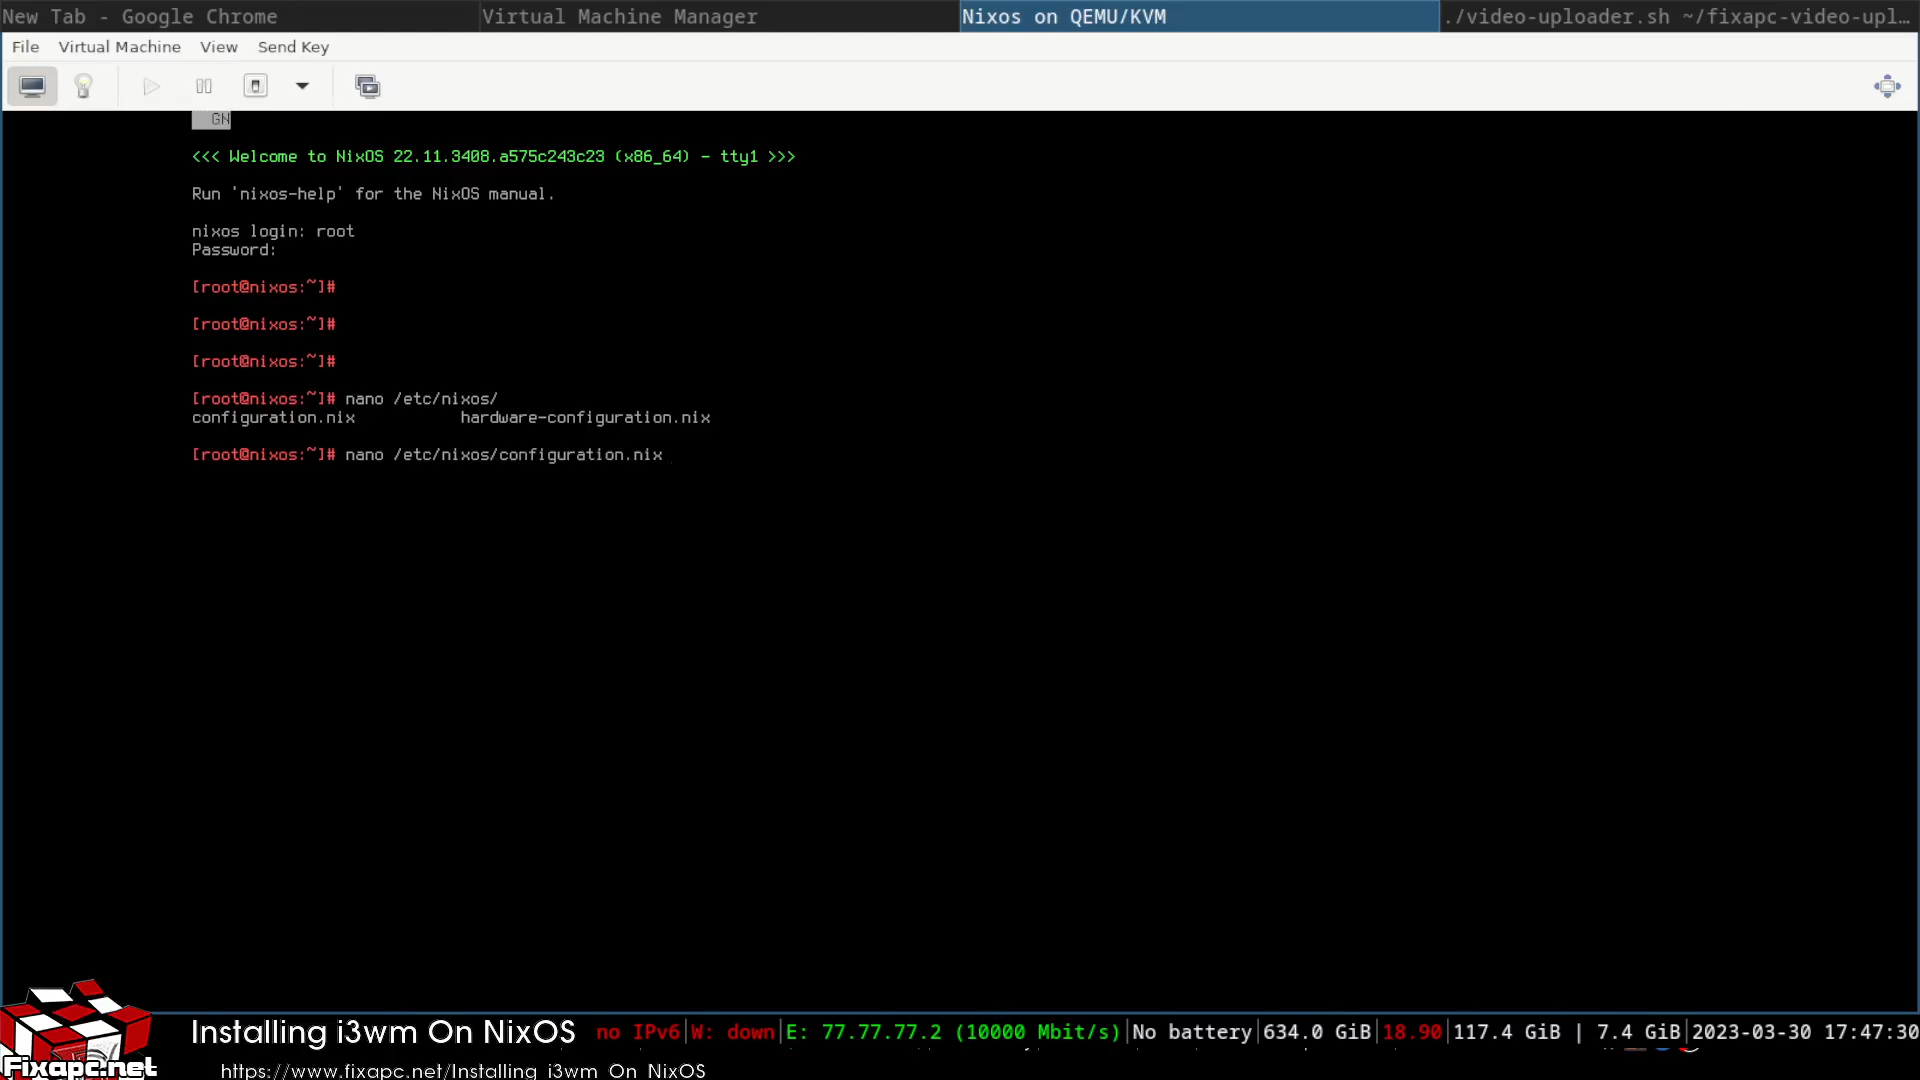 New Tab - Google Chrome
Virtual Machine Manager
Nixos on QEMU/KVM
./video-uploader.sh ~/fixapc-video-upl…
File Virtual Machine View Send Key
GN
<<< Welcome to NixOS 22.11.3408.a575c243c23 (x86_64) - tty1 >>>
Run 'nixos-help' for the NixOS manual.
nixos login: root
Password:
[root@nixos:~]#
[root@nixos:~]#
[root@nixos:~]#
[root@nixos:~]# nano /etc/nixos/
configuration.nix hardware-configuration.nix
[root@nixos:~]# nano /etc/nixos/configuration.nix
Installing i3wm On NixOS
no IPv6|W: down|E: 77.77.77.2 (10000 Mbit/s)|No battery|634.0 GiB|18.90|117.4 GiB | 7.4 GiB|2023-03-30 17:47:30
Fixapc.net
https://www.fixapc.net/Installing_i3wm_On_NixOS